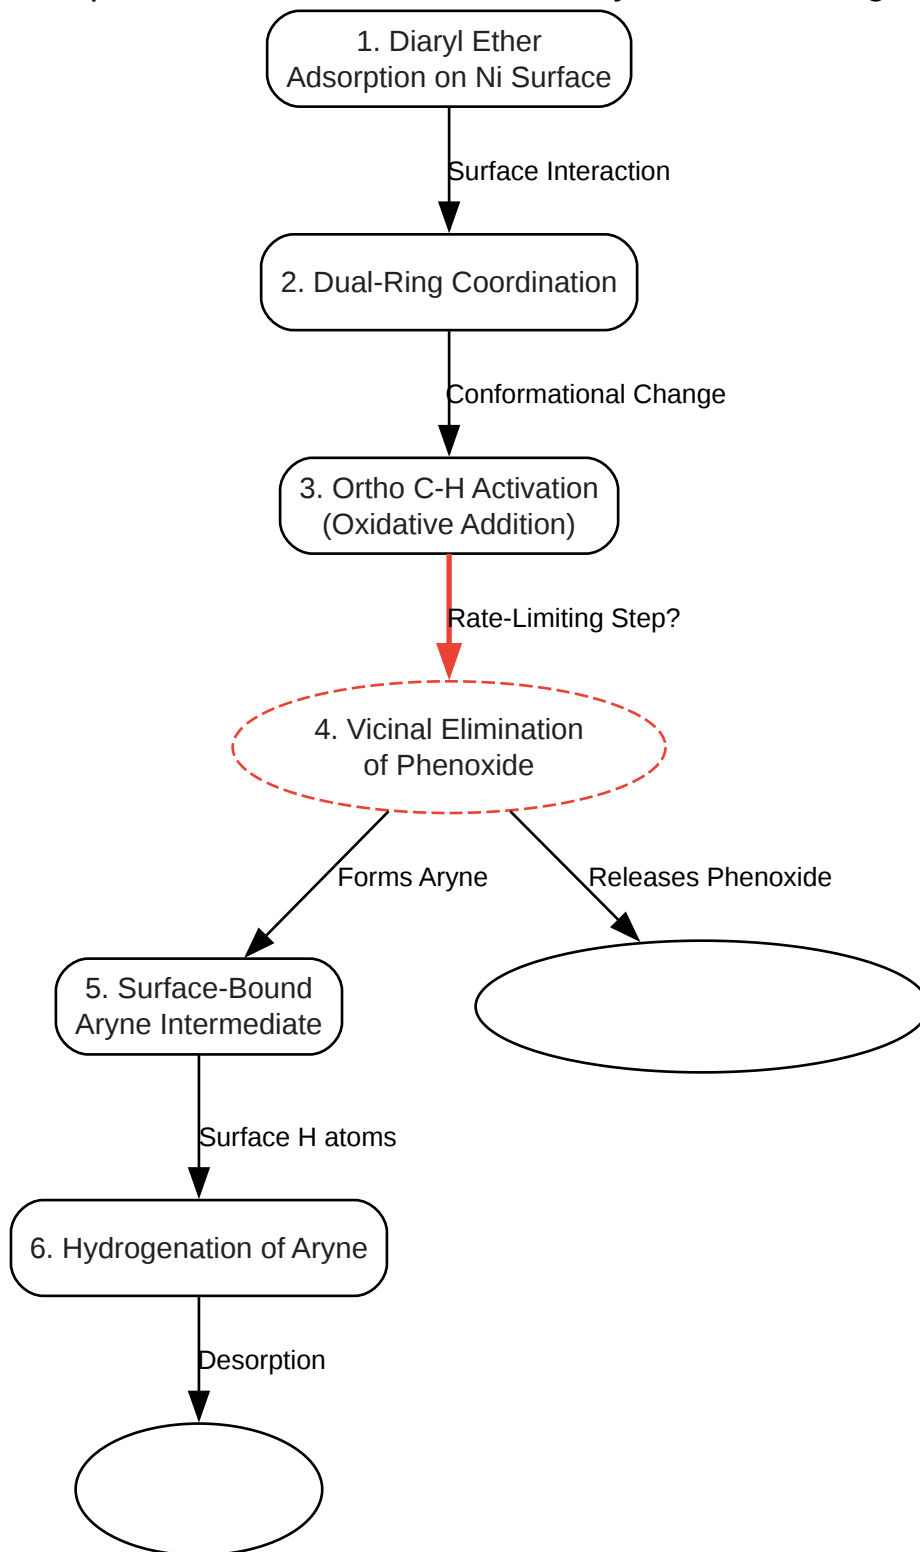 1. Diaryl Ether
Adsorption on Ni Surface
Surface Interaction
2. Dual-Ring Coordination
Conformational Change
3. Ortho C-H Activation
(Oxidative Addition)
Rate-Limiting Step?
4. Vicinal Elimination
of Phenoxide
Forms Aryne
Releases Phenoxide
5. Surface-Bound
Aryne Intermediate
Surface H atoms
6. Hydrogenation of Aryne
Desorption